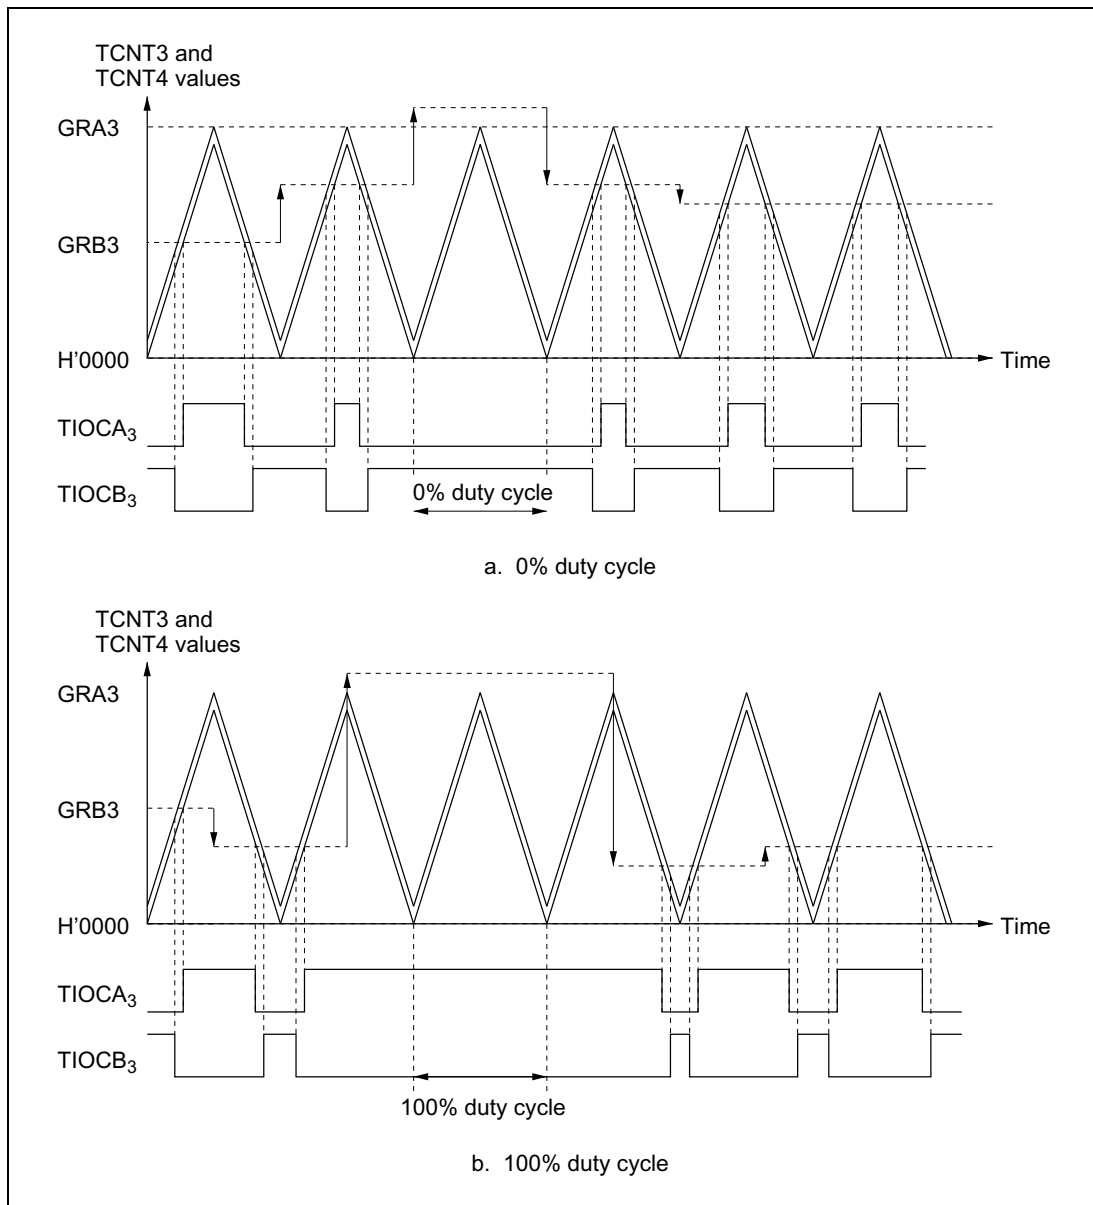 TCNT3 and
TCNT4 values
GRA3
GRB3
H'0000
Time
TIOCA3
TIOCB3
0% duty cycle
a. 0% duty cycle
TCNT3 and
TCNT4 values
GRA3
GRB3
H'0000
Time
TIOCA3
TIOCB3
100% duty cycle
b. 100% duty cycle